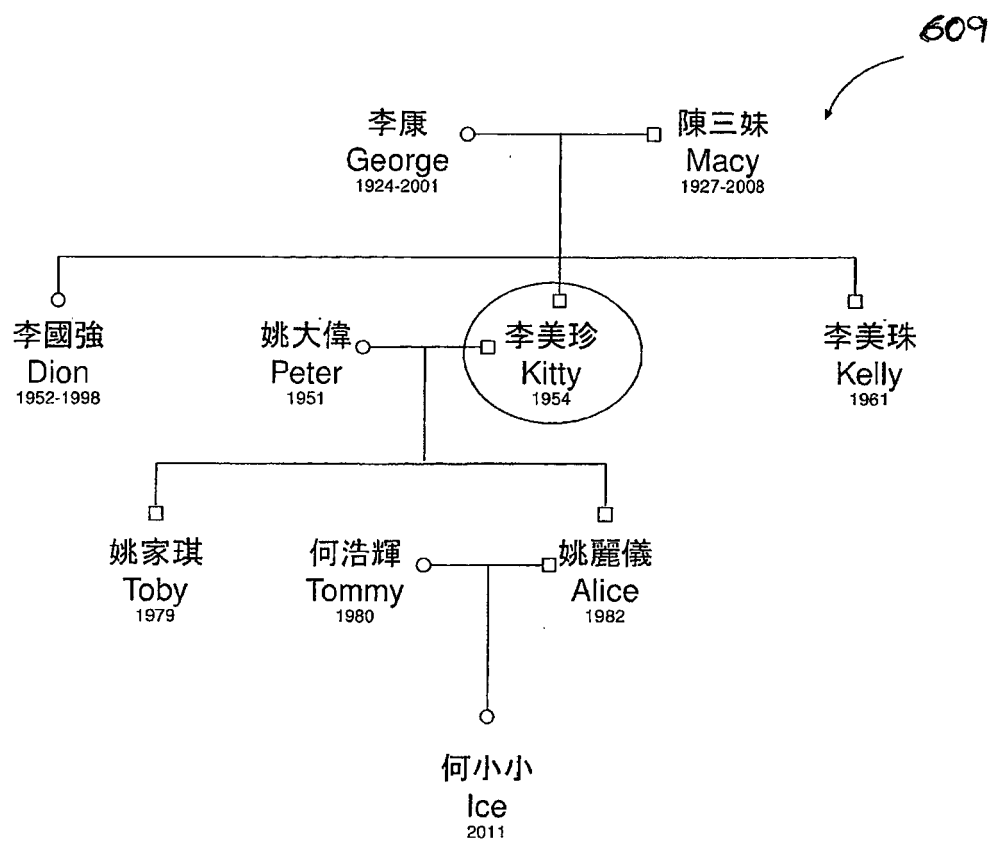 609
李康
George
1924-2001
陳三妹
Macy
1927-2008
李國強
Dion
1952-1998
姚大偉
Peter
1951
李美珍
Kitty
1954
李美珠
Kelly
1961
姚家琪
Toby
1979
何浩輝
Tommy
1980
姚麗儀
Alice
1982
何小小
Ice
2011